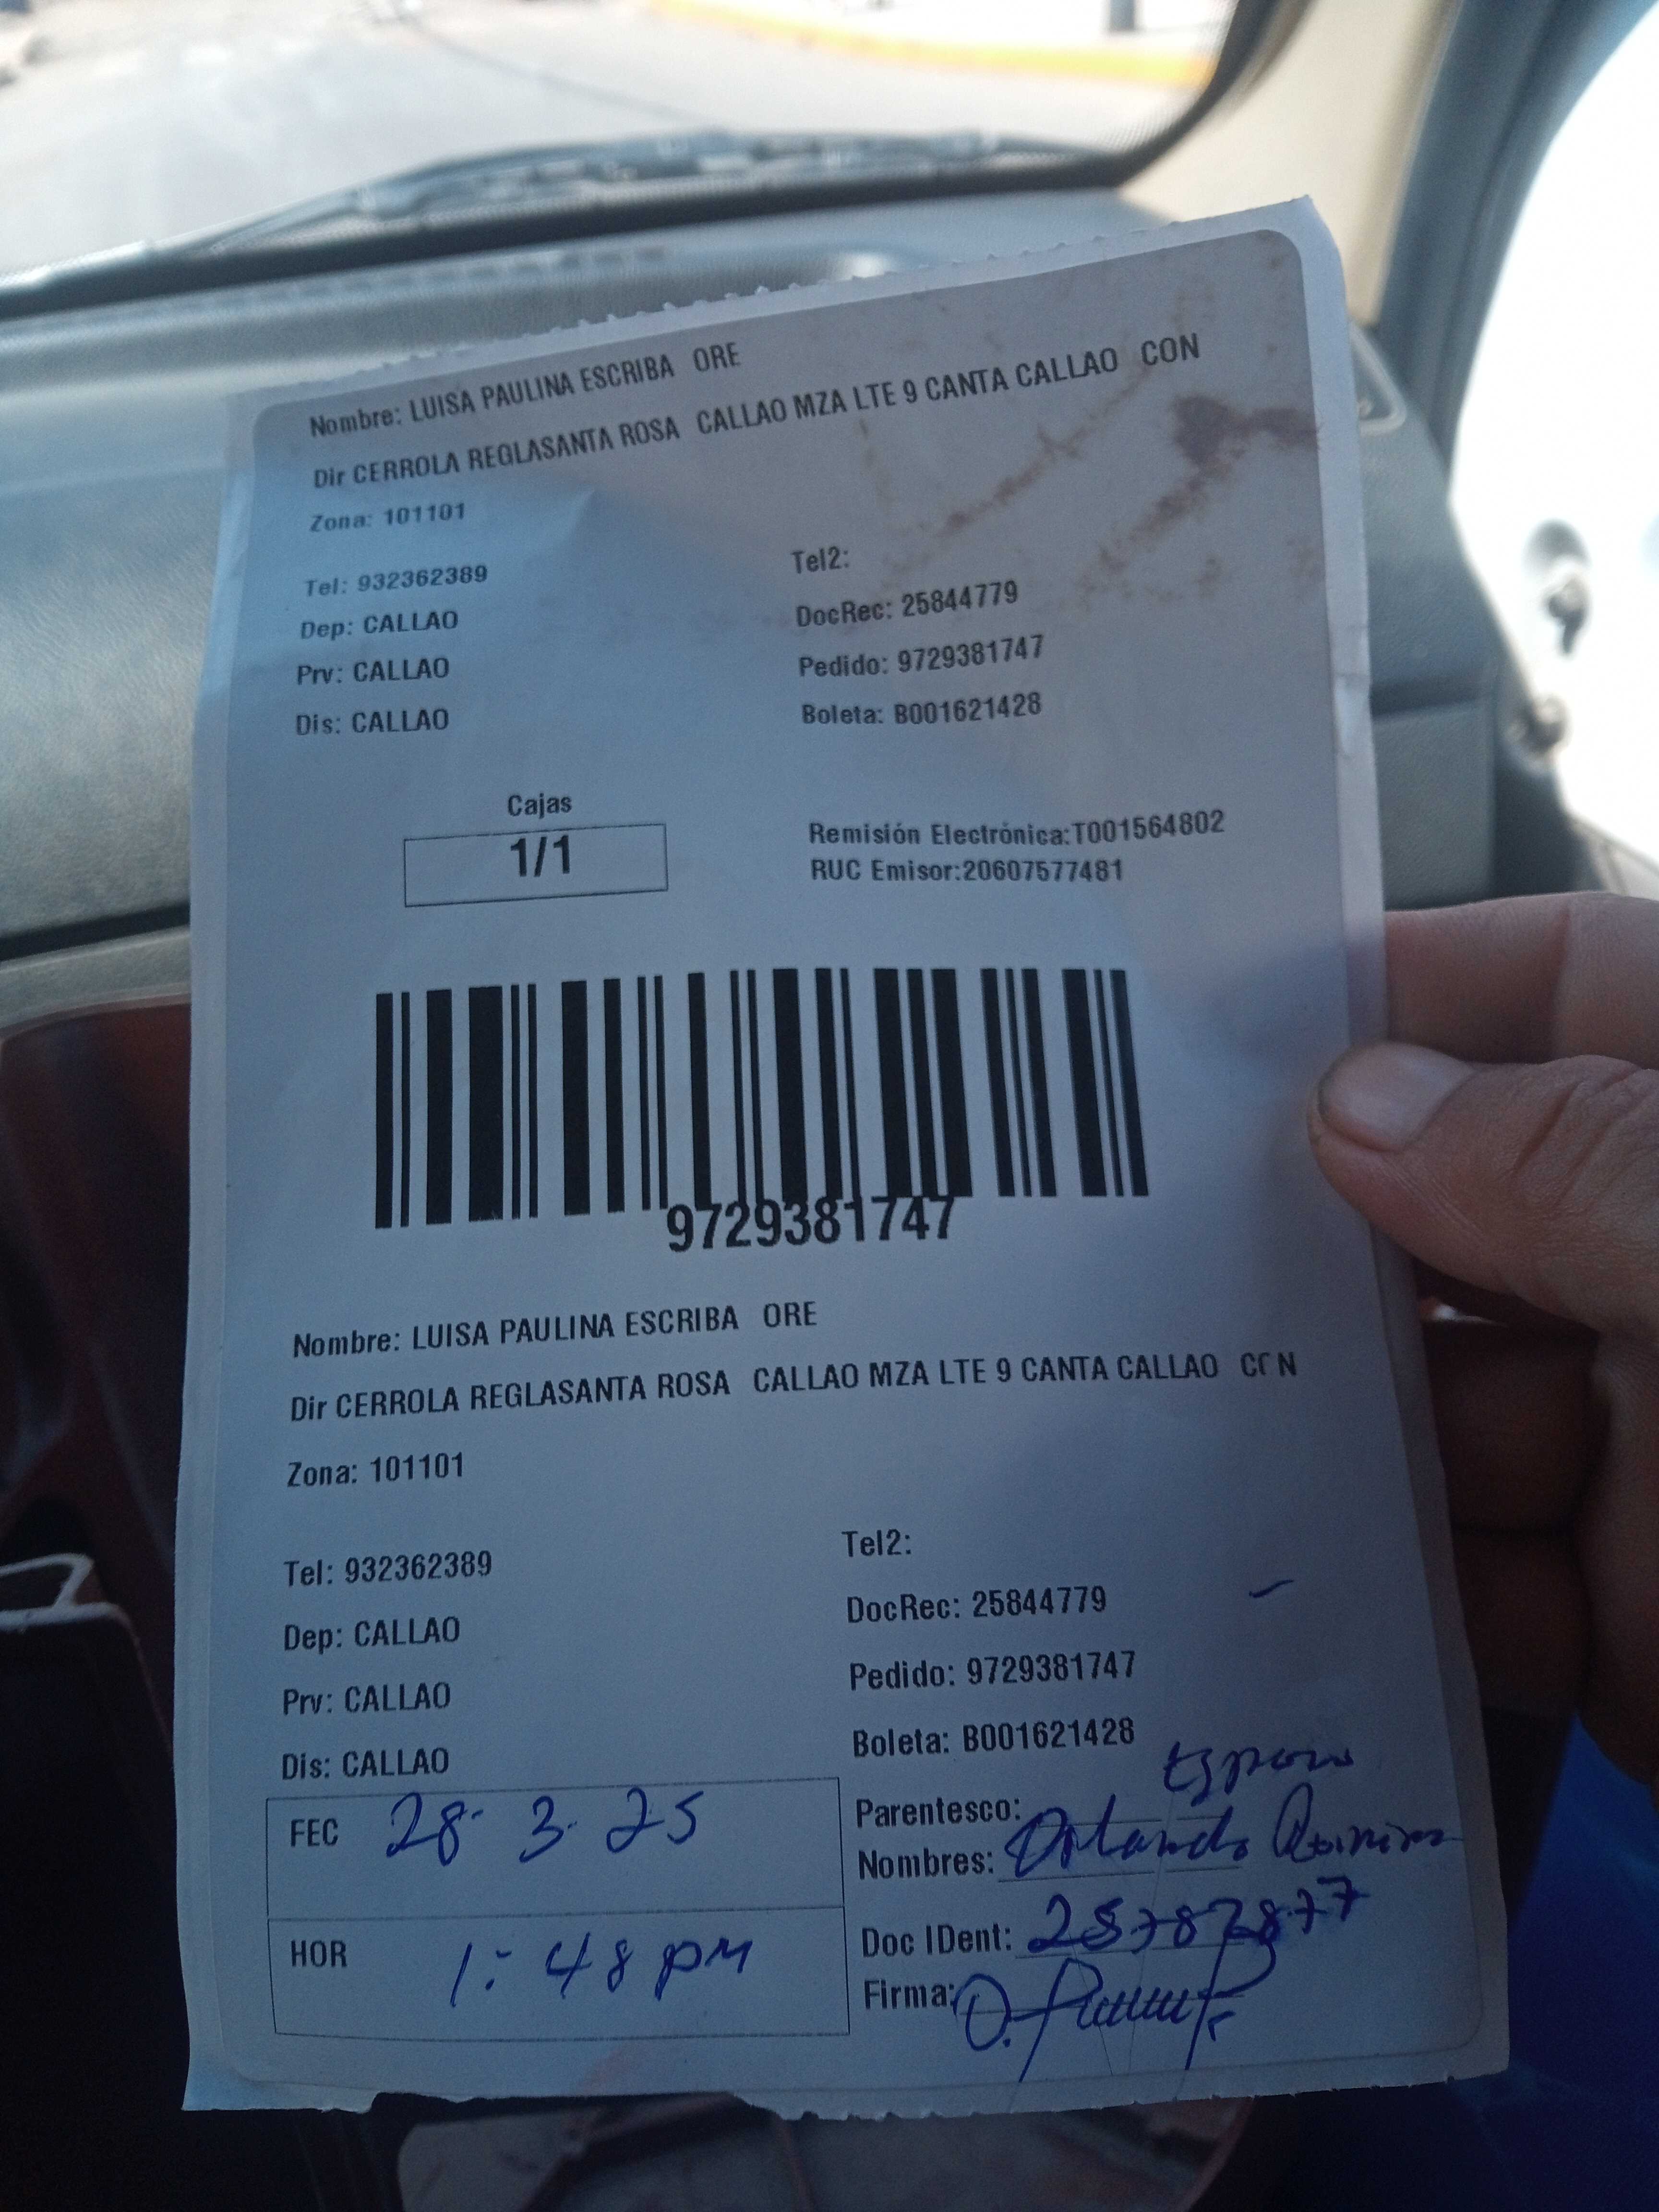 Nombre: LUISA PAULINA ESCRIBA ORE
Dir CERROLA REGLASANTA ROSA CALLAO MZA LTE 9 CANTA CALLAO CON
Zona: 101101
Tel: 932362389
Tel2:
Dep: CALLAO
DocRec: 25844779
Prv: CALLAO
Pedido: 9729381747
Dis: CALLAO
Boleta: B001621428
Cajas
1/1
Remisión Electrónica:T001564802
RUC Emisor:20607577481
9729381747
Nombre: LUISA PAULINA ESCRIBA ORE
Dir CERROLA REGLASANTA ROSA CALLAO MZA LTE 9 CANTA CALLAO CON
Zona: 101101
Tel: 932362389
Tel2:
Dep: CALLAO
DocRec: 25844779
Prv: CALLAO
Pedido: 9729381747
Dis: CALLAO
Boleta: B001621428
FEC 28· 3· 25
Parentesco: Esposo
Nombres: Orlando
HOR 1:48 pm
Doc IDent:
Firma: